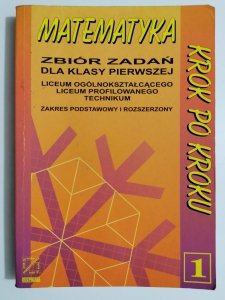 MATEMATYKA
ZBIÓR ZADAŃ
DLA KLASY PIERWSZEJ
LICEUM OGÓLNOKSZTAŁCĄCEGO
LICEUM PROFILOWANEGO
TECHNIKUM
ZAKRES PODSTAWOWY I ROZSZERZONY
KROK PO KROKU
1